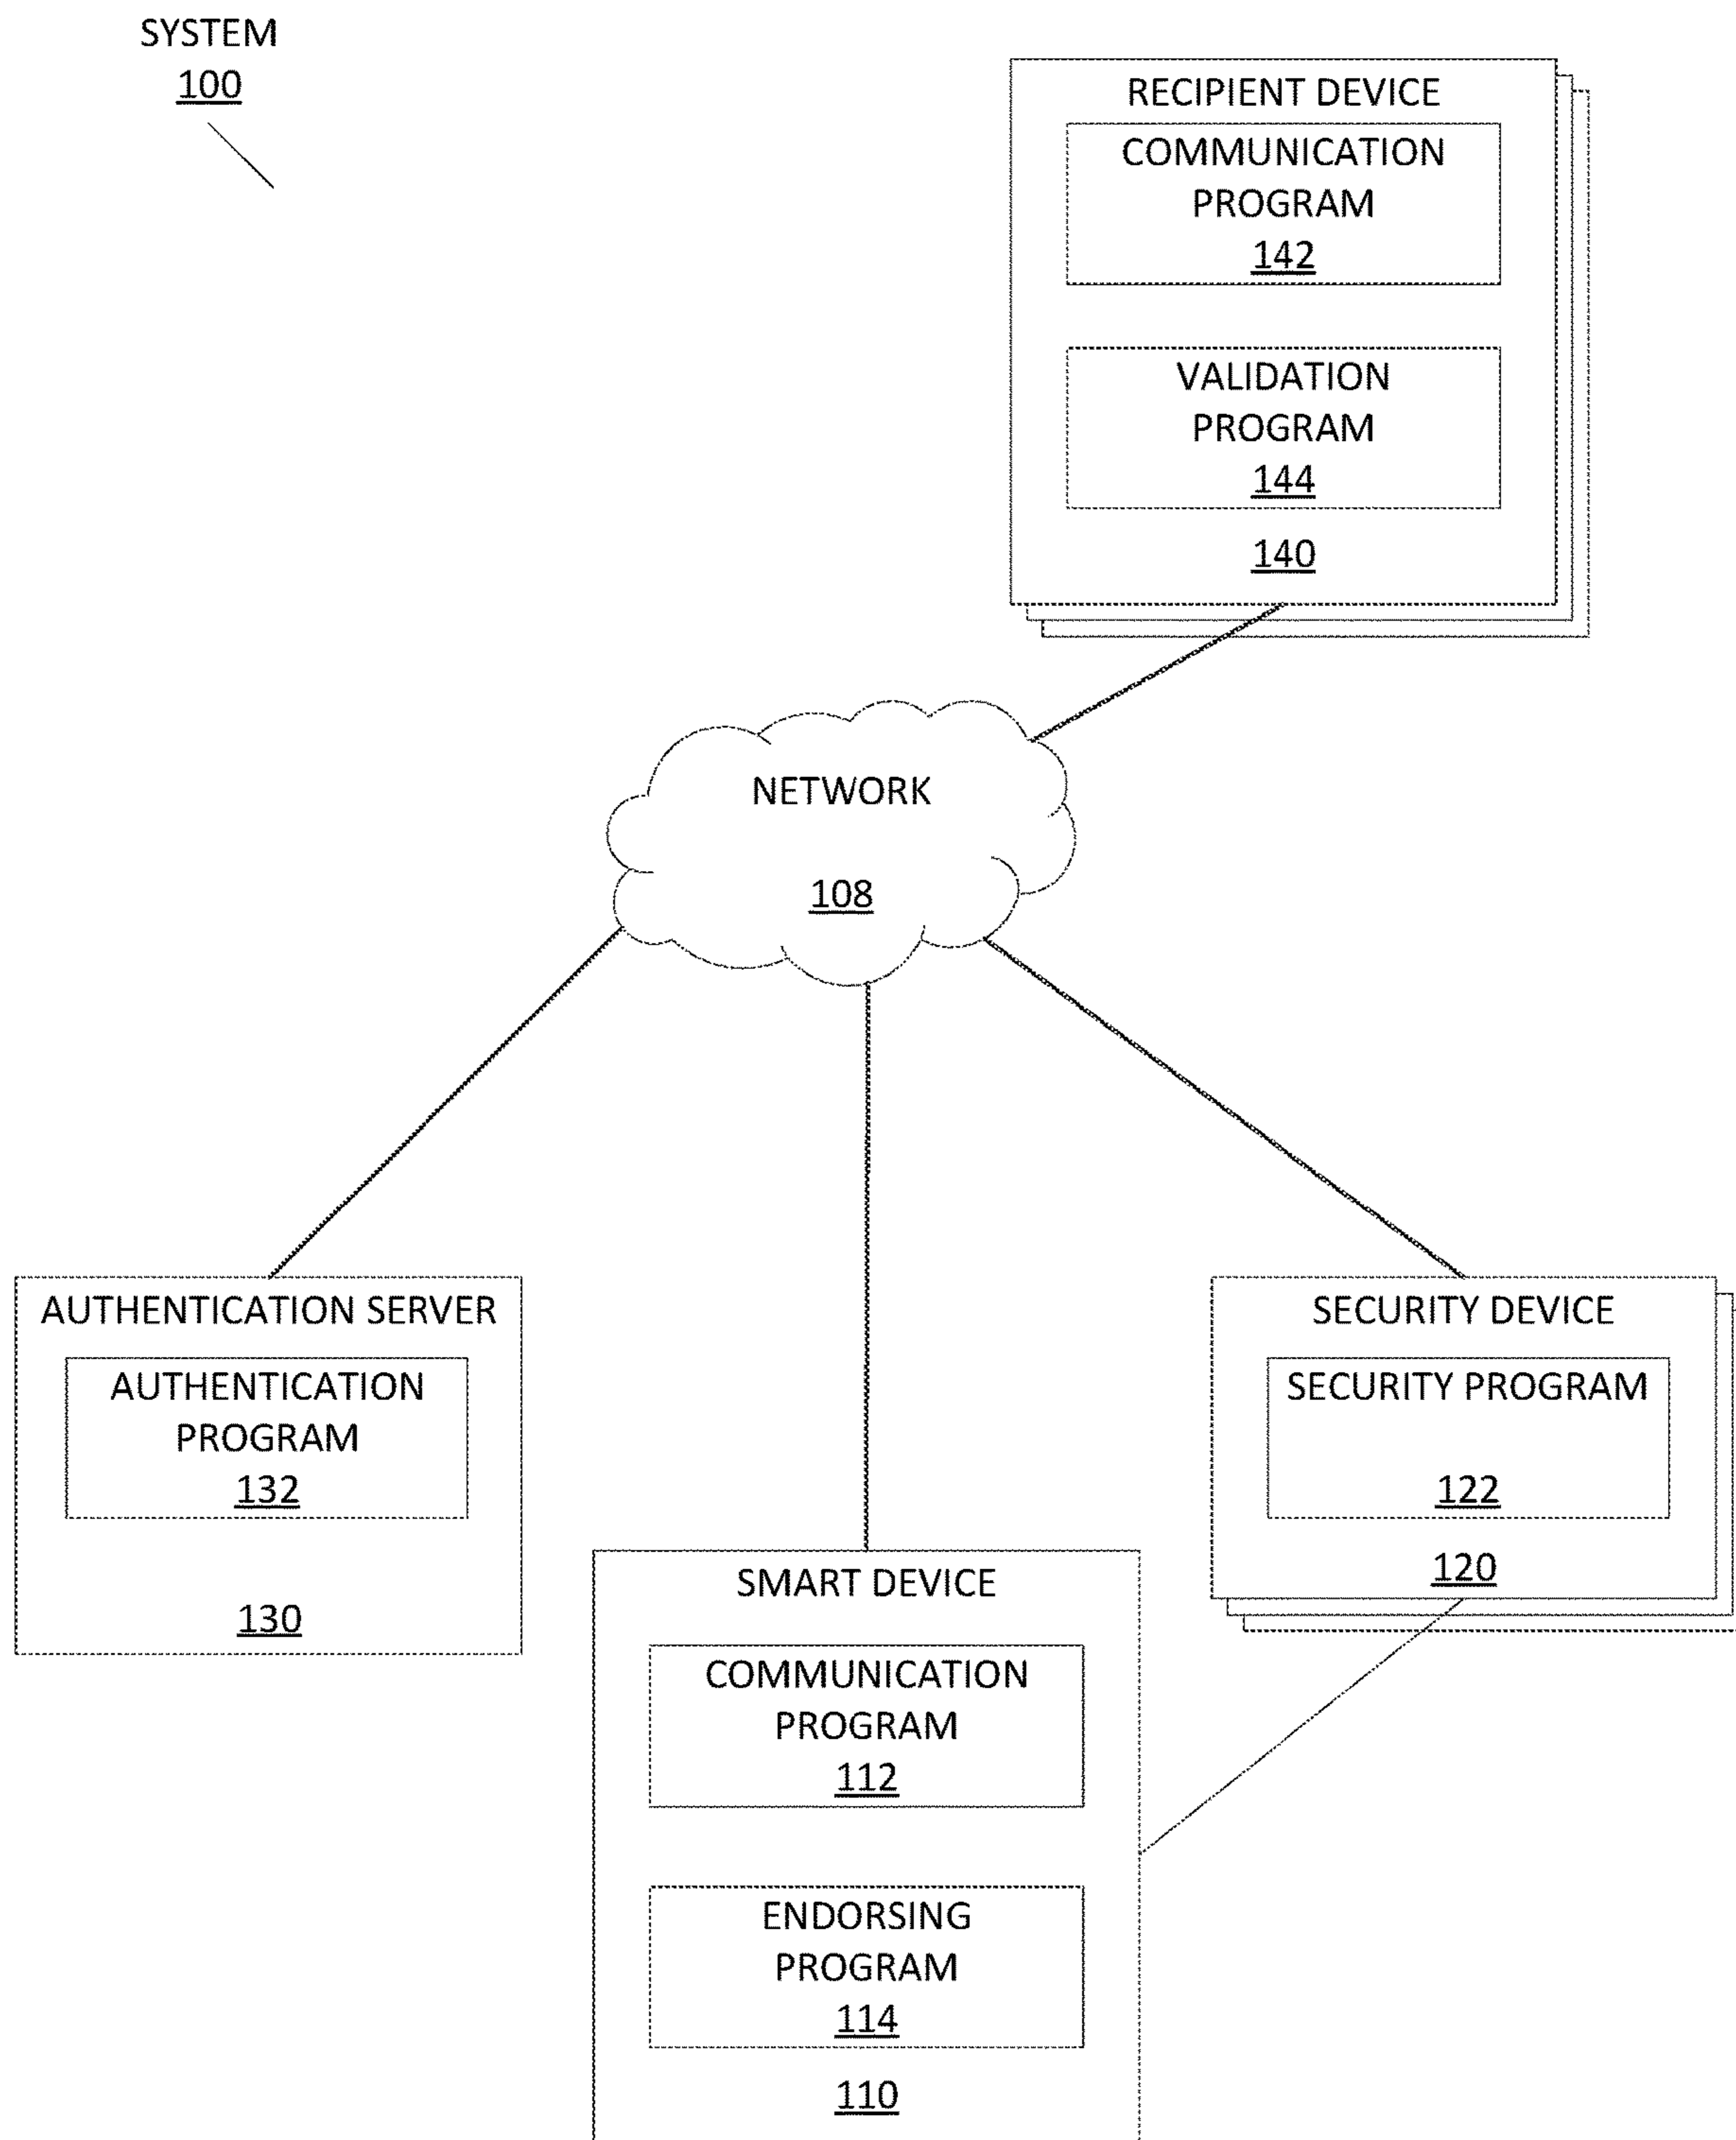 SYSTEM
100
RECIPIENT DEVICE
COMMUNICATION
PROGRAM
142
VALIDATION
PROGRAM
144
140
NETWORK
108
AUTHENTICATION SERVER
AUTHENTICATION
PROGRAM
132
130
SECURITY DEVICE
SECURITY PROGRAM
122
120
SMART DEVICE
COMMUNICATION
PROGRAM
112
ENDORSING
PROGRAM
114
110